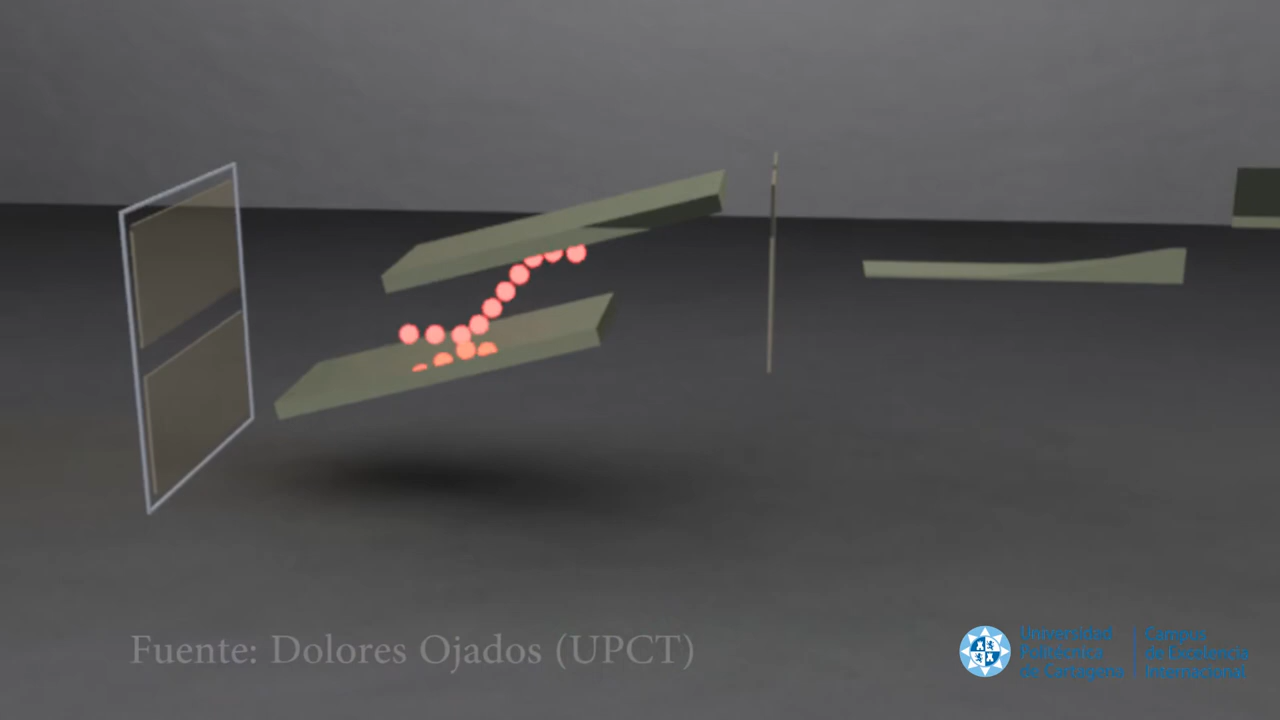 Fuente: Dolores Ojados (UPCT)
Universidad
Politécnica
de Cartagena
Campus
de Excelencia
Internacional